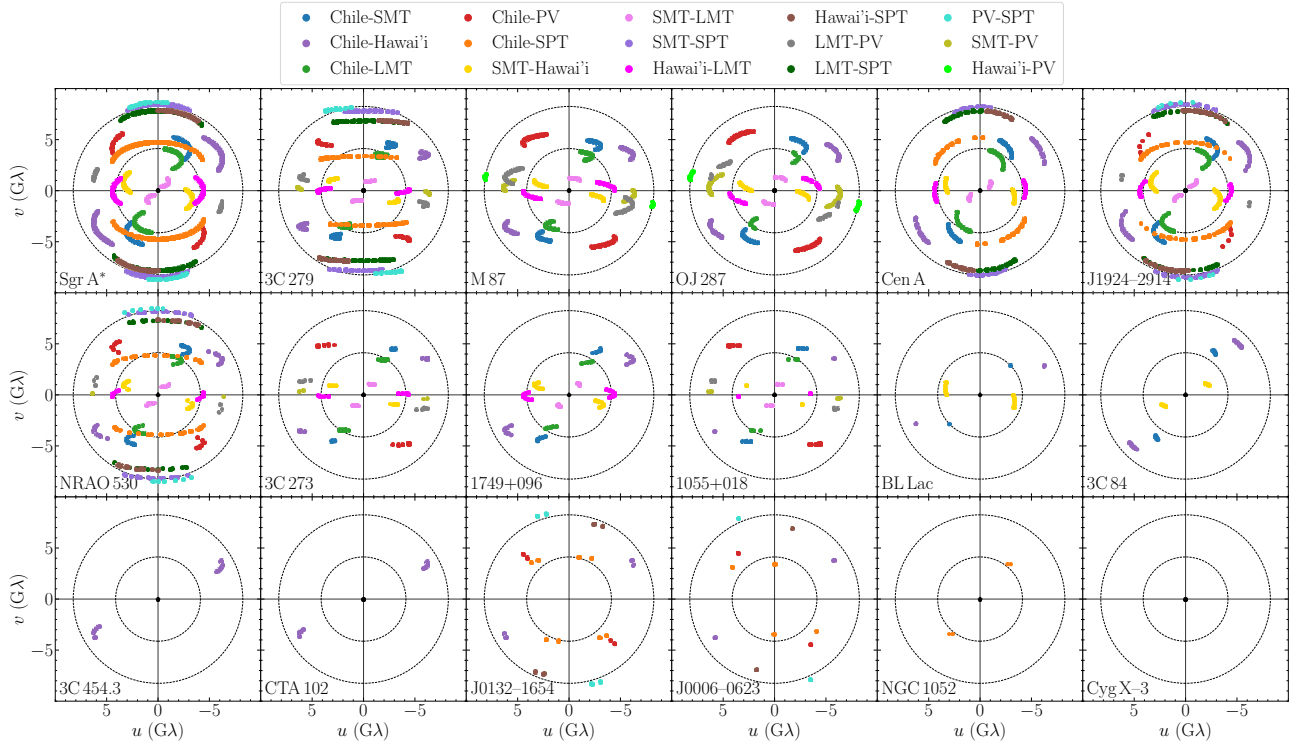 Chile-SMT Chile-PV SMT-LMT Hawai'i-SPT PV-SPT
Chile-Hawai'i Chile-SPT SMT-SPT LMT-PV SMT-PV
Chile-LMT SMT-Hawai'i Hawai'i-LMT LMT-SPT Hawai'i-PV
5
0
−5
v (Gλ)
Sgr A* 3C 279 M 87 OJ 287 Cen A J1924–2914
5
0
−5
v (Gλ)
NRAO 530 3C 273 1749+096 1055+018 BL Lac 3C 84
5
0
−5
v (Gλ)
3C 454.3 CTA 102 J0132–1654 J0006–0623 NGC 1052 Cyg X–3
5 0 −5 5 0 −5 5 0 −5 5 0 −5 5 0 −5 5 0 −5
u (Gλ) u (Gλ) u (Gλ) u (Gλ) u (Gλ) u (Gλ)